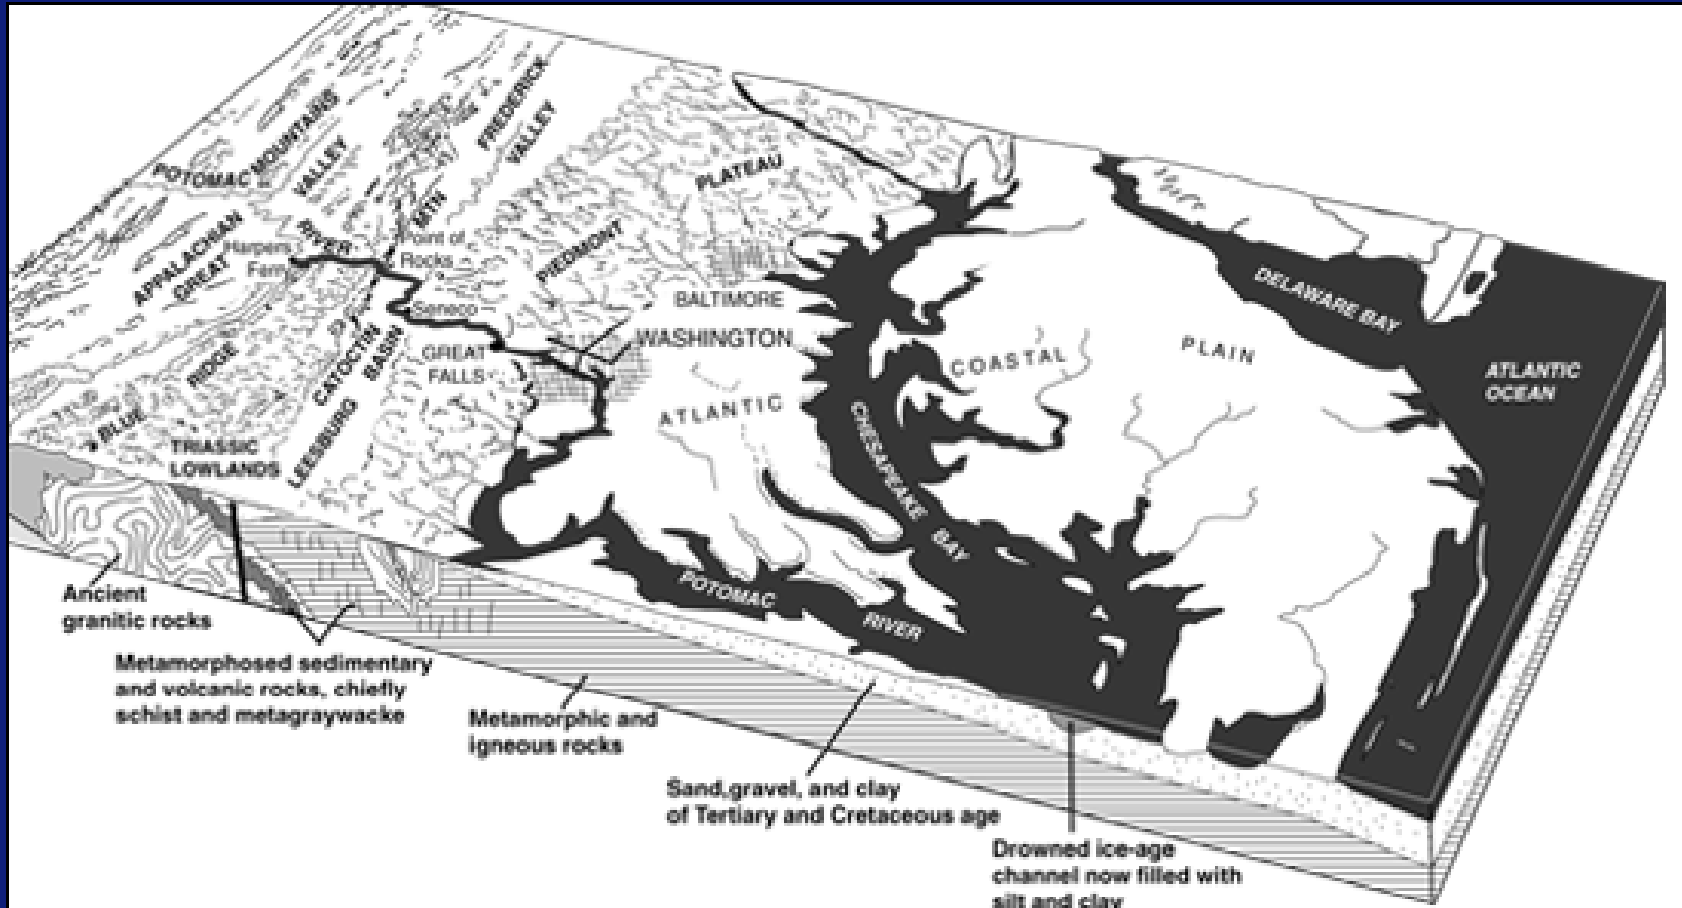 POTOMAC
MOUNTAINS
VALLEY
FREDERICK
VALLEY
PLATEAU
APPALACHIAN
GREAT
RIVER
MTN
Harpers
Ferry
Point of
Rocks
PIEDMONT
Seneca
BALTIMORE
WASHINGTON
GREAT
FALLS
RIDGE
CATOCTIN
BASIN
BLUE
TRIASSIC
LOWLANDS
LEESBURG
ATLANTIC
COASTAL
PLAIN
DELAWARE BAY
ATLANTIC
OCEAN
CHESAPEAKE
BAY
POTOMAC
RIVER
Ancient
granitic rocks
Metamorphosed sedimentary
and volcanic rocks, chiefly
schist and metagraywacke
Metamorphic and
igneous rocks
Sand,gravel, and clay
of Tertiary and Cretaceous age
Drowned ice-age
channel now filled with
silt and clay